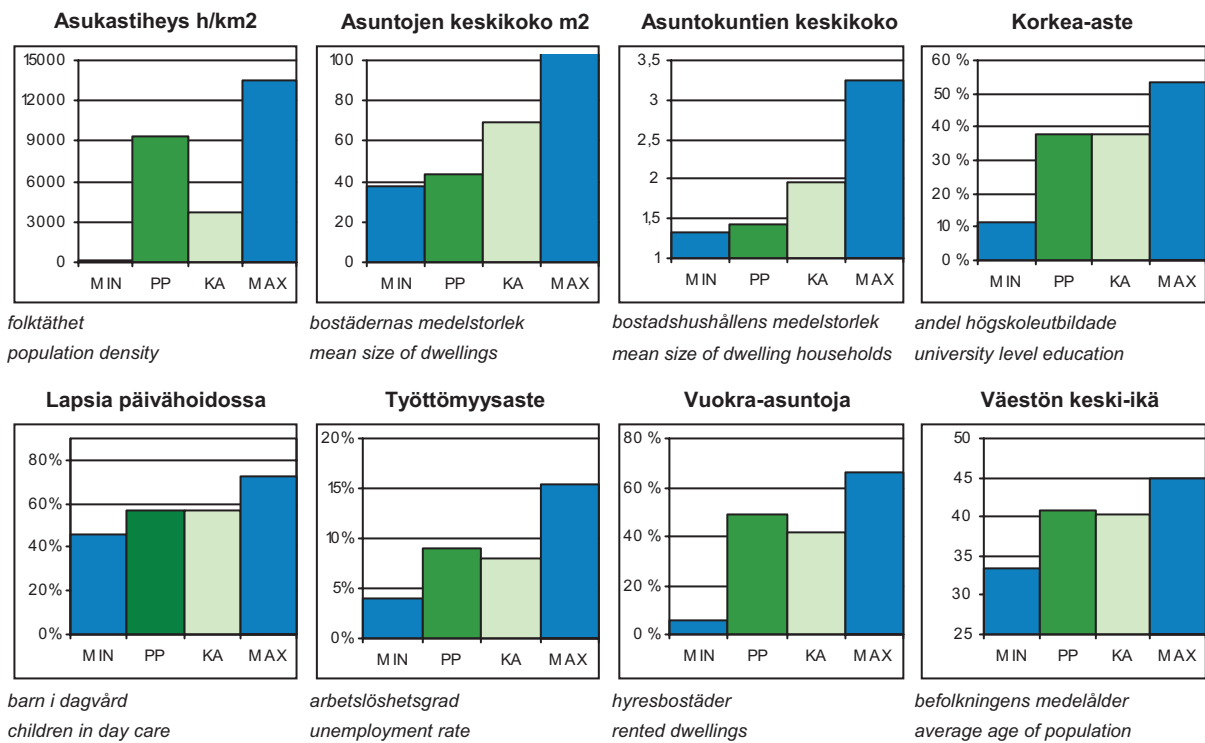 Asukastiheys h/km2
15000
12000
9000
6000
3000
0
MIN PP KA MAX
folktäthet
population density
Asuntojen keskikoko m2
100
80
60
40
20
0
MIN PP KA MAX
bostädernas medelstorlek
mean size of dwellings
Asuntokuntien keskikoko
3,5
3
2,5
2
1,5
1
MIN PP KA MAX
bostadshushållens medelstorlek
mean size of dwelling households
Korkea-aste
60 %
50 %
40 %
30 %
20 %
10 %
0 %
MIN PP KA MAX
andel högskoleutbildade
university level education
Lapsia päivähoidossa
80%
60%
40%
20%
0%
MIN PP KA MAX
barn i dagvård
children in day care
Työttömyysaste
20%
15%
10%
5%
0%
MIN PP KA MAX
arbetslöshetsgrad
unemployment rate
Vuokra-asuntoja
80 %
60 %
40 %
20 %
0 %
MIN PP KA MAX
hyresbostäder
rented dwellings
Väestön keski-ikä
50
45
40
35
30
25
MIN PP KA MAX
befolkningens medelålder
average age of population